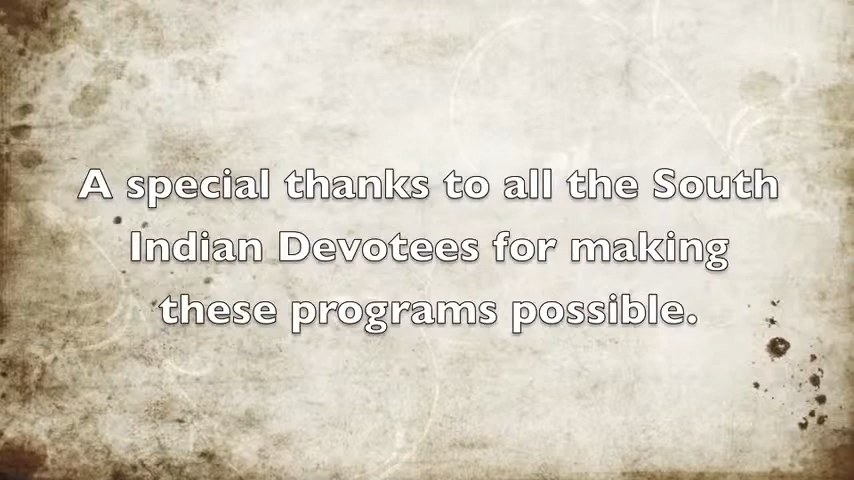 A special thanks to all the South
Indian Devotees for making
these programs possible.